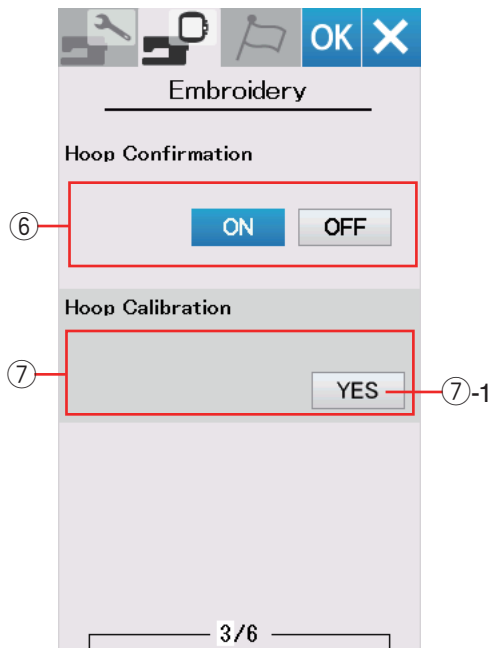 OK
Embroidery
Hoop Confirmation
⑥ ON OFF
Hoop Calibration
⑦ YES ⑦-1
3/6